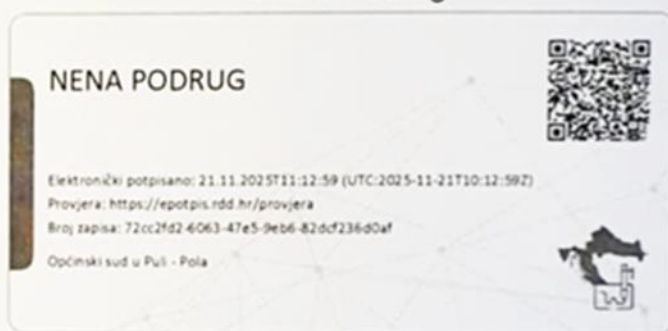 NENA PODRUG
Elektronički potpisano: 21.11.2025T11:12:59 (UTC:2025-11-21T10:12:59Z)
Provjera: https://epotpis.rdd.hr/provjera
Broj zapisa: 72cc2fd2-6063-47e5-9eb6-82dcf236d0af
Općinski sud u Puli - Pola